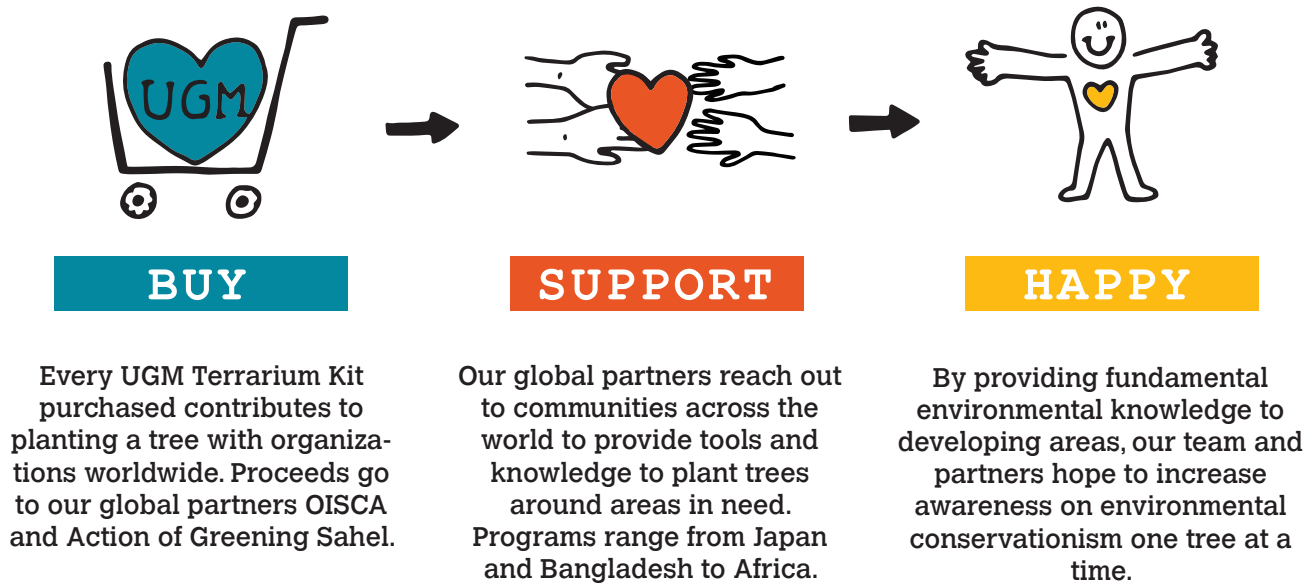 UGM
BUY
Every UGM Terrarium Kit
purchased contributes to
planting a tree with organiza-
tions worldwide. Proceeds go
to our global partners OISCA
and Action of Greening Sahel.
SUPPORT
Our global partners reach out
to communities across the
world to provide tools and
knowledge to plant trees
around areas in need.
Programs range from Japan
and Bangladesh to Africa.
HAPPY
By providing fundamental
environmental knowledge to
developing areas, our team and
partners hope to increase
awareness on environmental
conservationism one tree at a
time.